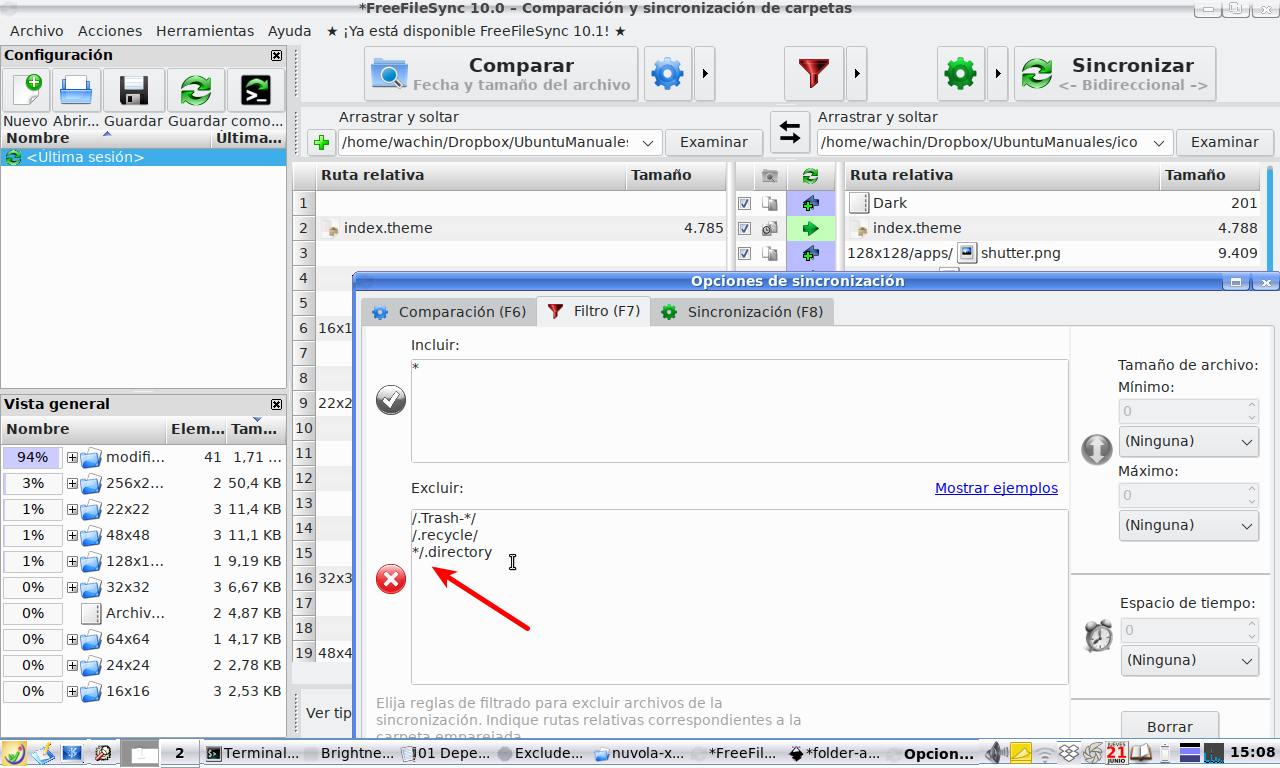 *FreeFileSync 10.0 – Comparación y sincronización de carpetas
Archivo Acciones Herramientas Ayuda ★ ¡Ya está disponible FreeFileSync 10.1! ★
Configuración
Nuevo Abrir... Guardar Guardar como...
Nombre Última...
<Última sesión>
Comparar
Fecha y tamaño del archivo
Sincronizar
<- Bidireccional ->
Arrastrar y soltar
/home/wachin/Dropbox/UbuntuManuales Examinar
Arrastrar y soltar
/home/wachin/Dropbox/UbuntuManuales/ico Examinar
Ruta relativa Tamaño Ruta relativa Tamaño
1 Dark 201
2 index.theme 4.785 index.theme 4.788
3 128x128/apps/ shutter.png 9.409
4
5
6 16x1
7
8
9 22x2
10
11
12
13
14
15
16 32x3
17
18
19 48x4
Ver tip
Vista general
Nombre Elem... Tam...
94% modifi... 41 1,71 ...
3% 256x2... 2 50,4 KB
1% 22x22 3 11,4 KB
1% 48x48 3 11,1 KB
1% 128x1... 1 9,19 KB
0% 32x32 3 6,67 KB
0% Archiv... 2 4,87 KB
0% 64x64 1 4,17 KB
0% 24x24 2 2,78 KB
0% 16x16 3 2,53 KB
Opciones de sincronización
Comparación (F6) Filtro (F7) Sincronización (F8)
Incluir:
*
Excluir: Mostrar ejemplos
/.Trash-*/
/.recycle/
*/.directory
Elija reglas de filtrado para excluir archivos de la
sincronización. Indique rutas relativas correspondientes a la
carpeta emparejada.
Tamaño de archivo:
Mínimo:
0
(Ninguna)
Máximo:
0
(Ninguna)
Espacio de tiempo:
0
(Ninguna)
Borrar
1 2 Terminal... Brightne... 01 Depe... Exclude... nuvola-x... *FreeFil... *folder-a... Opcion... JUEVES 21 JUNIO 15:08